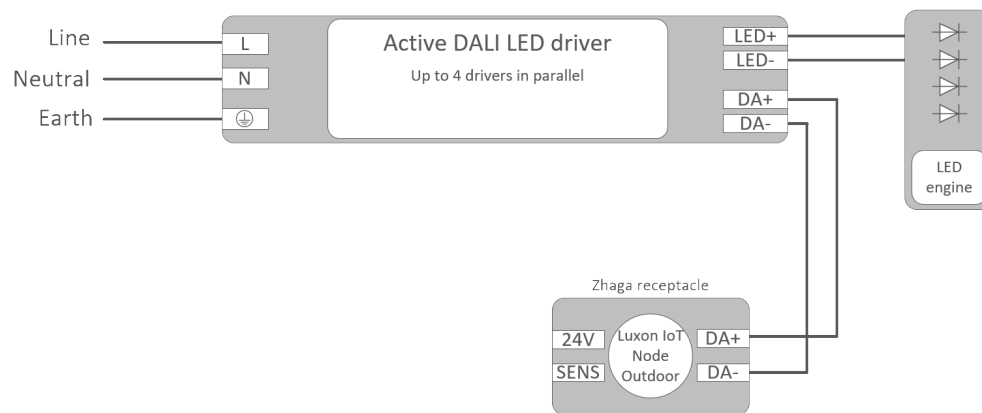 Line
Neutral
Earth
L
N
Active DALI LED driver
Up to 4 drivers in parallel
LED+
LED-
DA+
DA-
LED
engine
Zhaga receptacle
24V
SENS
Luxon IoT
Node
Outdoor
DA+
DA-